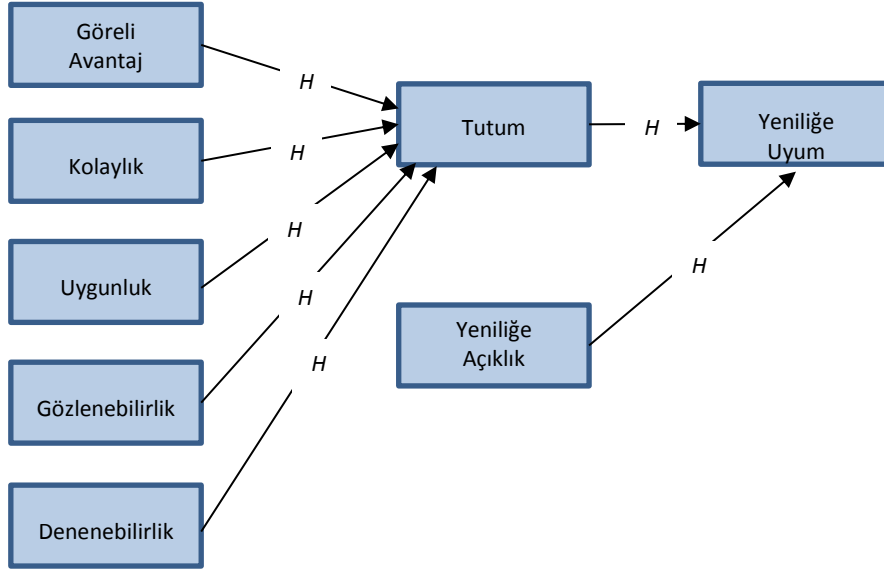 Göreli
Avantaj
H
Tutum
H
Yeniliğe
Uyum
Kolaylık
H
Uygunluk
H
H
Yeniliğe
Açıklık
H
Gözlenebilirlik
H
Denenebilirlik